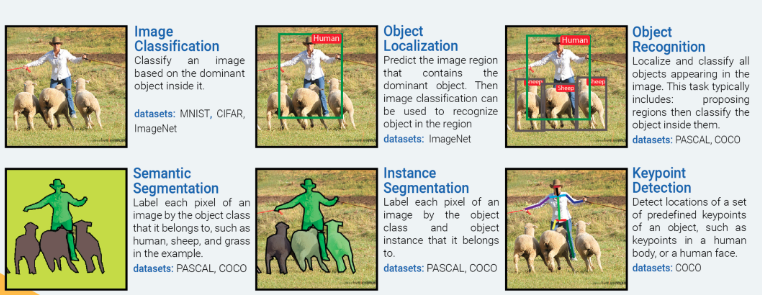 Image
Classification
Classify an image
based on the dominant
object inside it.
datasets: MNIST, CIFAR,
ImageNet
Human
Object
Localization
Predict the image region
that contains the
dominant object. Then
image classification can
be used to recognize
object in the region
datasets: ImageNet
Human
Sheep
Object
Recognition
Localize and classify all
objects appearing in the
image. This task typically
includes: proposing
regions then classify the
object inside them.
datasets: PASCAL, COCO
Semantic
Segmentation
Label each pixel of an
image by the object class
that it belongs to, such as
human, sheep, and grass
in the example.
datasets: PASCAL, COCO
Instance
Segmentation
Label each pixel of an
image by the object
class and object
instance that it belongs
to.
datasets: PASCAL, COCO
Keypoint
Detection
Detect locations of a set
of predefined keypoints
of an object, such as
keypoints in a human
body, or a human face.
datasets: COCO